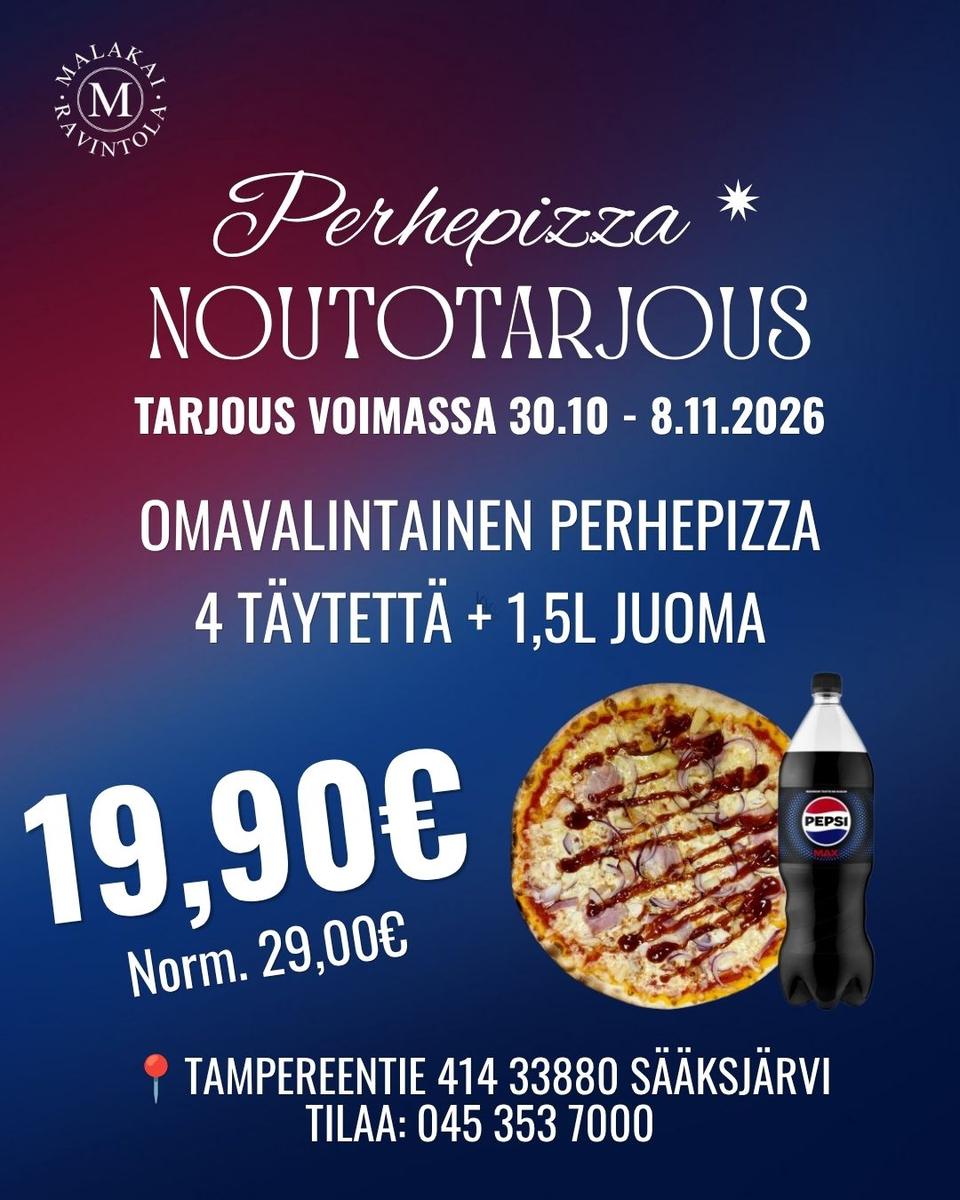 MALAKAI
M
RAVINTOLA
Perhepizza
NOUTOTARJOUS
TARJOUS VOIMASSA 30.10 - 8.11.2026
OMAVALINTAINEN PERHEPIZZA
4 TÄYTETTÄ + 1,5L JUOMA
19,90€
Norm. 29,00€
PEPSI
MAX
TAMPEREENTIE 414 33880 SÄÄKSJÄRVI
TILAA: 045 353 7000